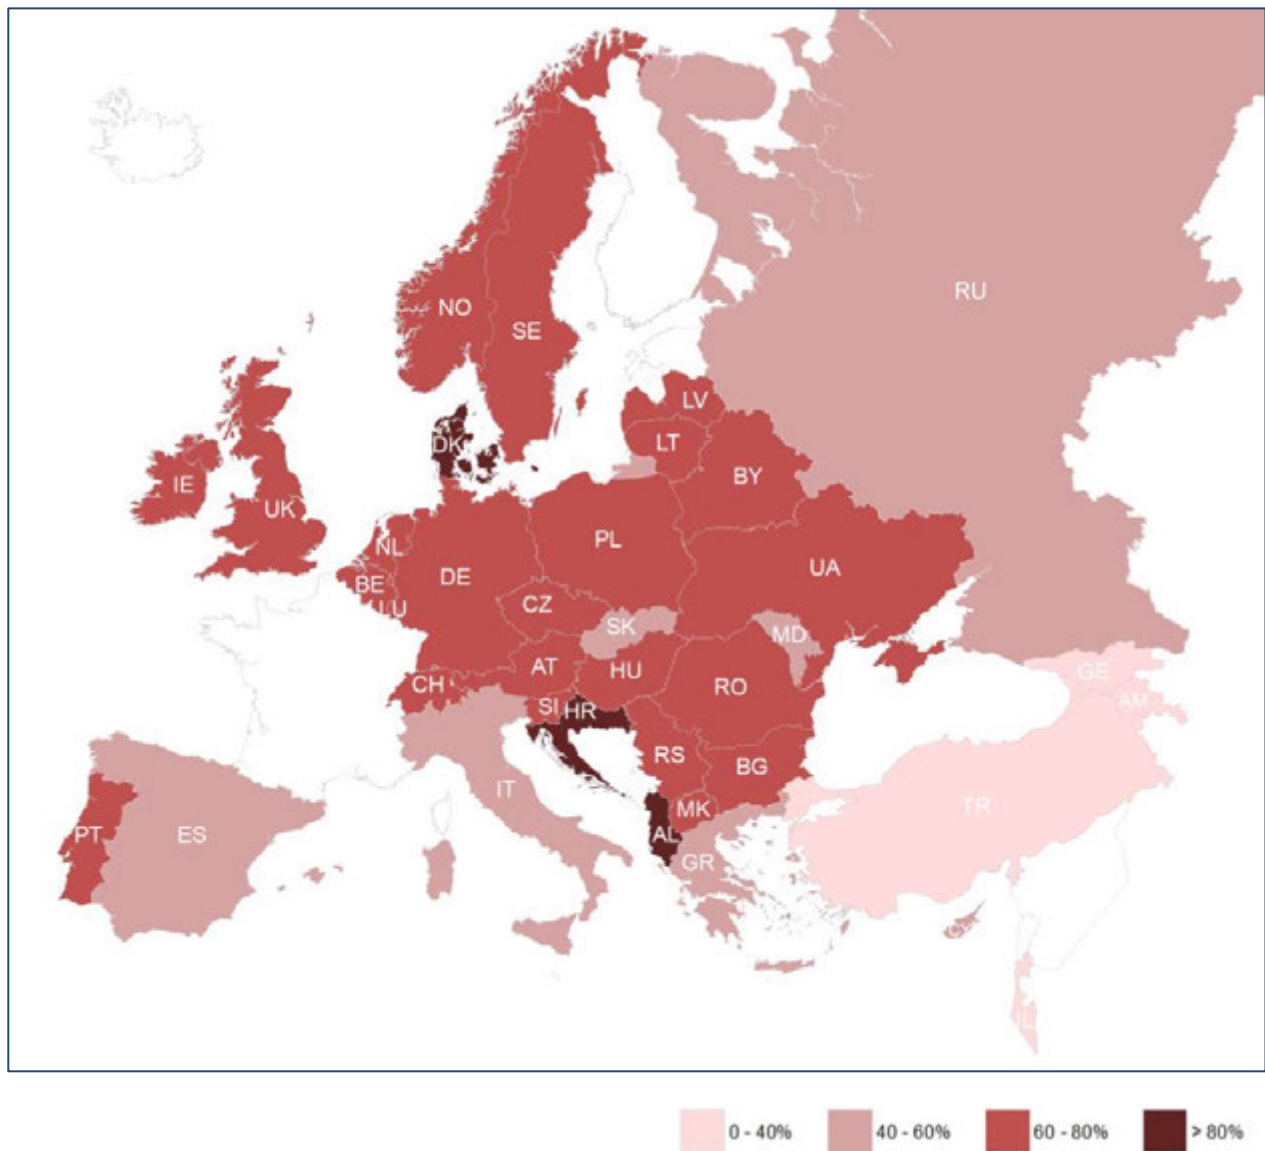 RU
NO
SE
LV
DK
LT
BY
IE
UK
NL
PL
BE
DE
UA
LU
CZ
SK
MD
AT
HU
GE
CH
RO
AM
SI
HR
RS
BG
IT
MK
TR
PT
ES
AL
GR
CY
IL
0 - 40%
40 - 60%
60 - 80%
> 80%